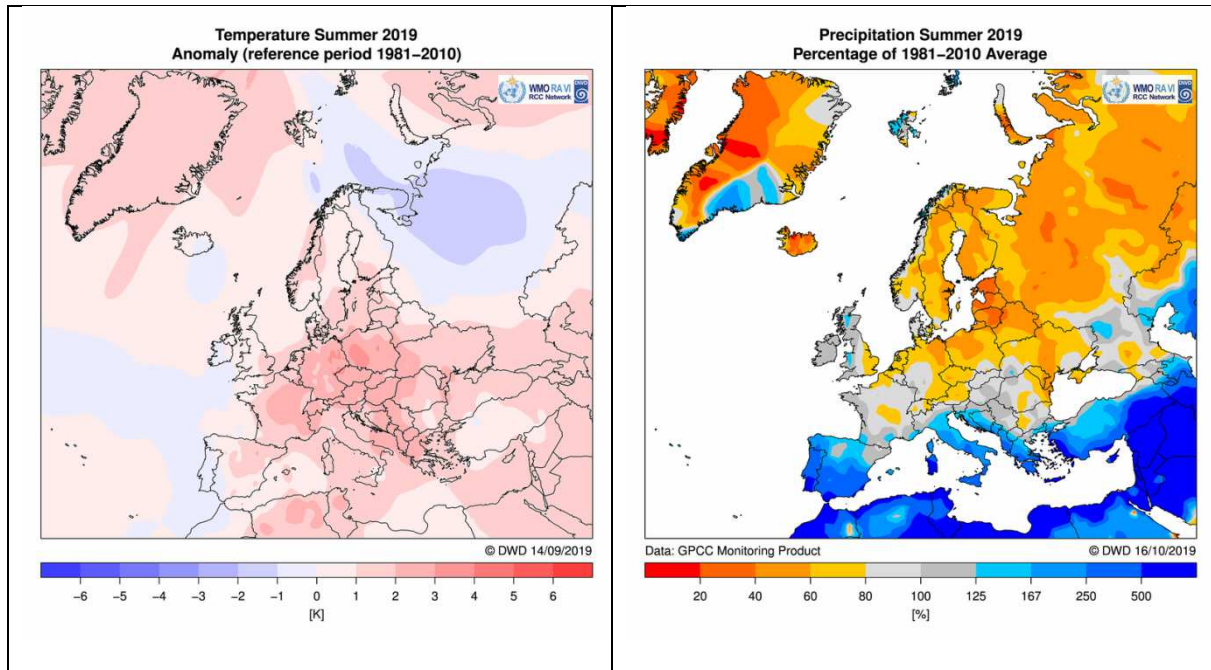 Temperature Summer 2019
Anomaly (reference period 1981−2010)
WMO RA VI
RCC Network
DWD
© DWD 14/09/2019
−6 −5 −4 −3 −2 −1 0 1 2 3 4 5 6
[K]
Precipitation Summer 2019
Percentage of 1981−2010 Average
WMO RA VI
RCC Network
DWD
Data: GPCC Monitoring Product © DWD 16/10/2019
20 40 60 80 100 125 167 250 500
[%]